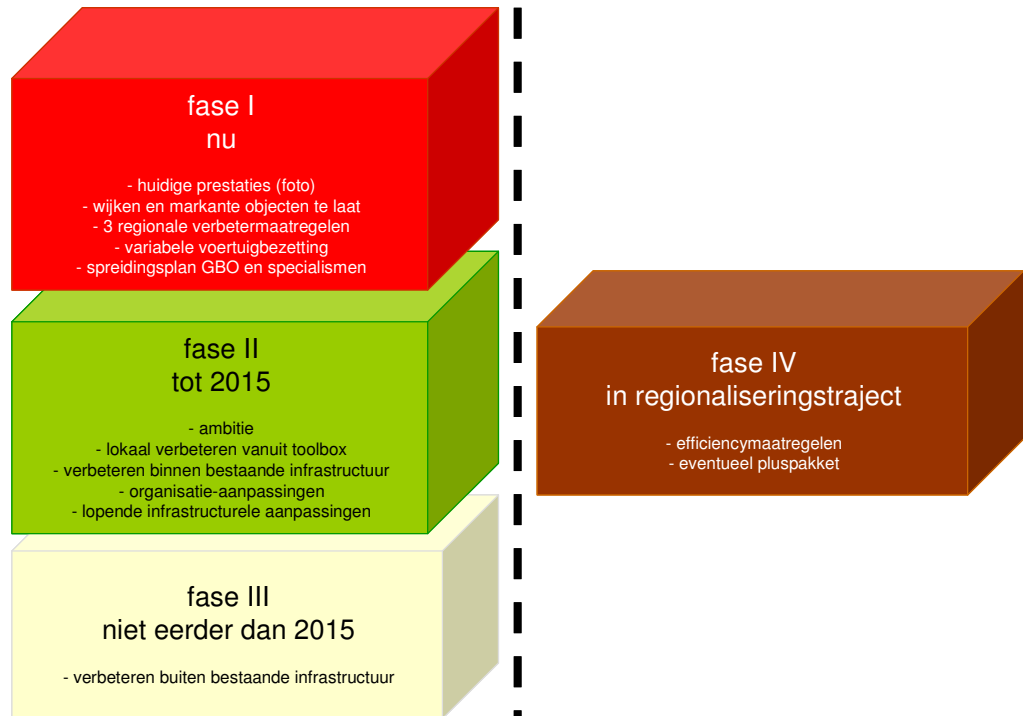 fase I
nu
- huidige prestaties (foto)
- wijken en markante objecten te laat
- 3 regionale verbetermaatregelen
- variabele voertuigbezetting
- spreidingsplan GBO en specialismen
fase II
tot 2015
- ambitie
- lokaal verbeteren vanuit toolbox
- verbeteren binnen bestaande infrastructuur
- organisatie-aanpassingen
- lopende infrastructurele aanpassingen
fase III
niet eerder dan 2015
- verbeteren buiten bestaande infrastructuur
fase IV
in regionaliseringstraject
- efficiencymaatregelen
- eventueel pluspakket